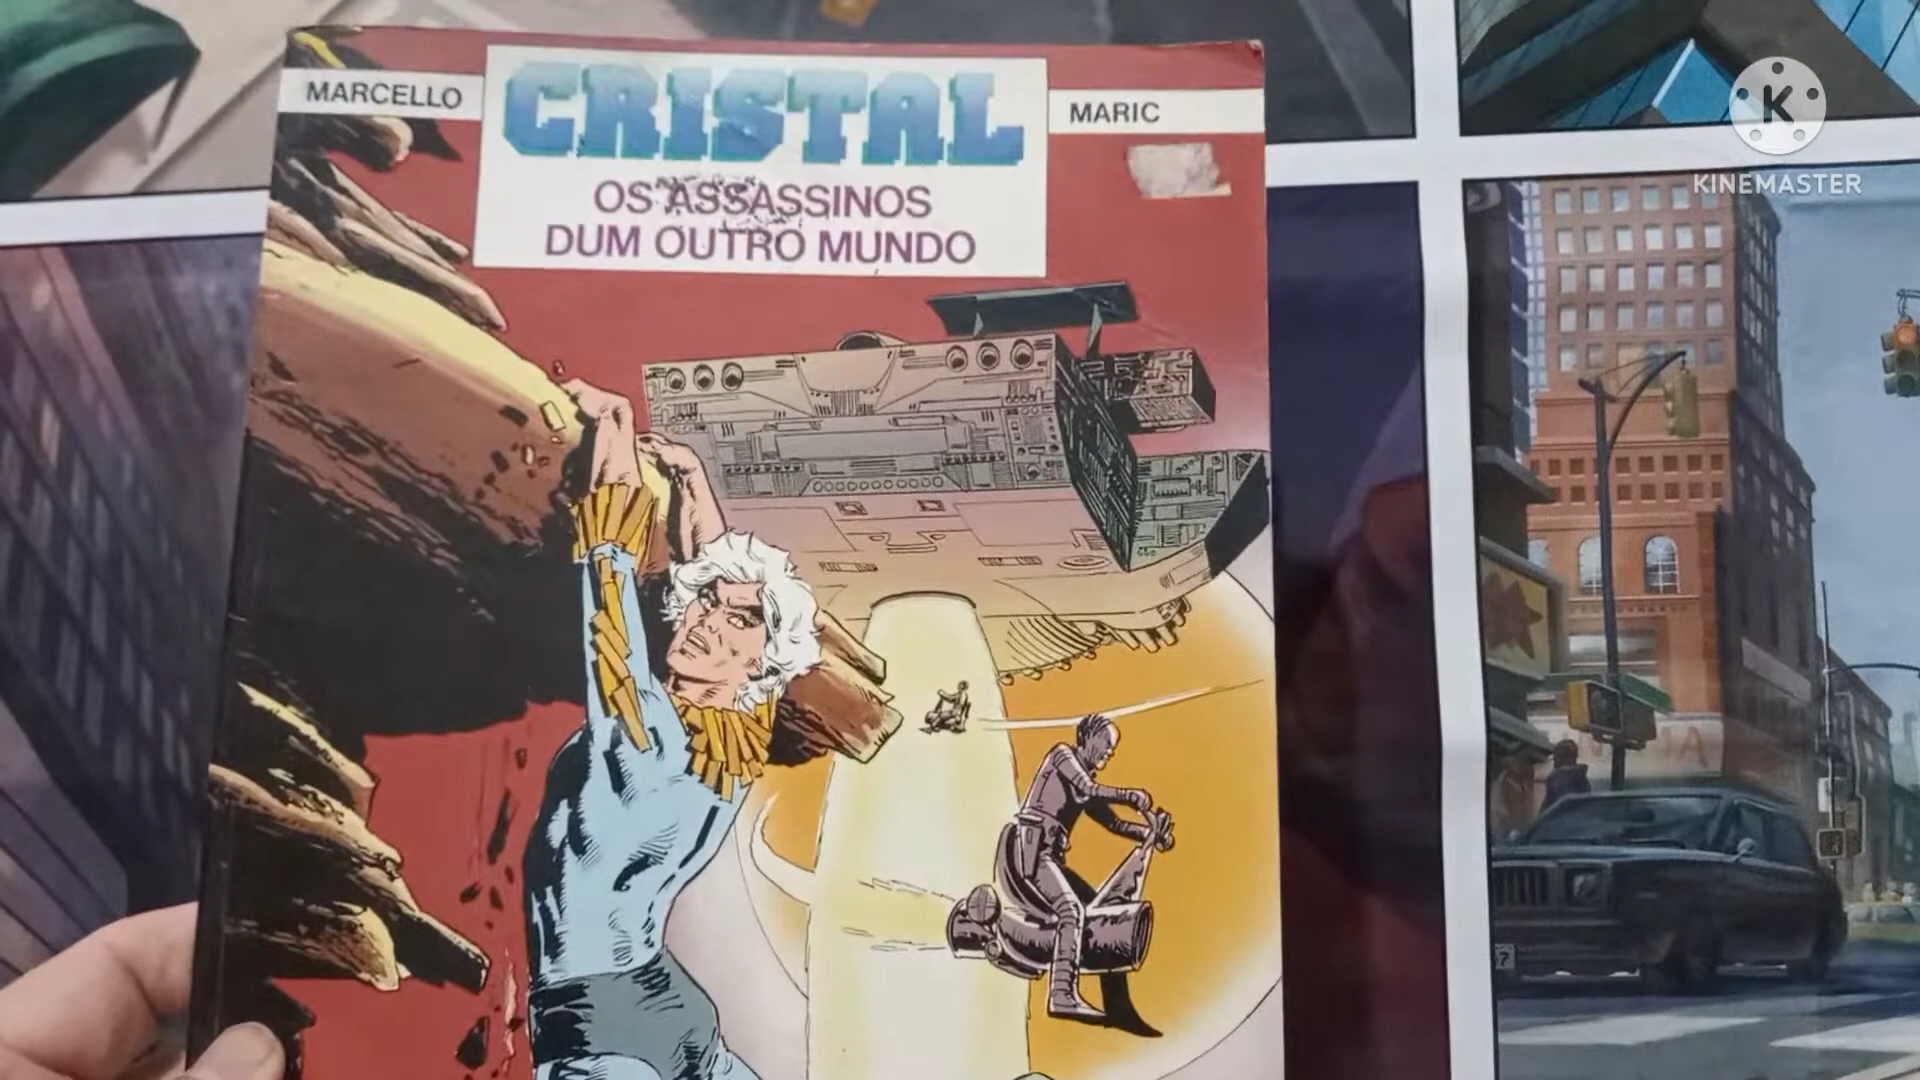 MARCELLO
CRISTAL
MARIC
OS ASSASSINOS
DUM OUTRO MUNDO
K
KINEMASTER